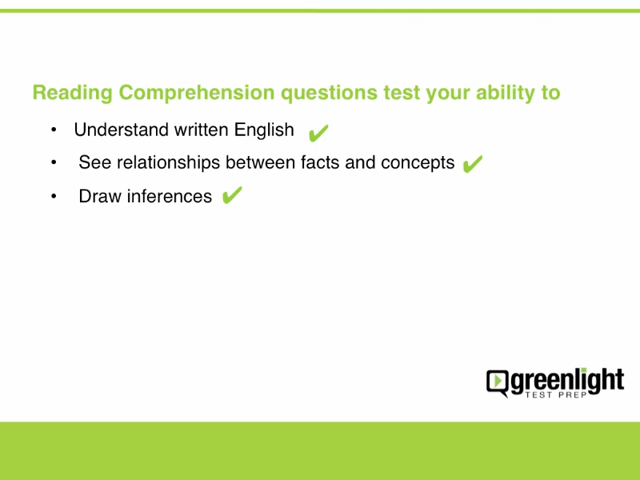 Reading Comprehension questions test your ability to
• Understand written English ✔
• See relationships between facts and concepts ✔
• Draw inferences ✔
greenlight
TEST PREP